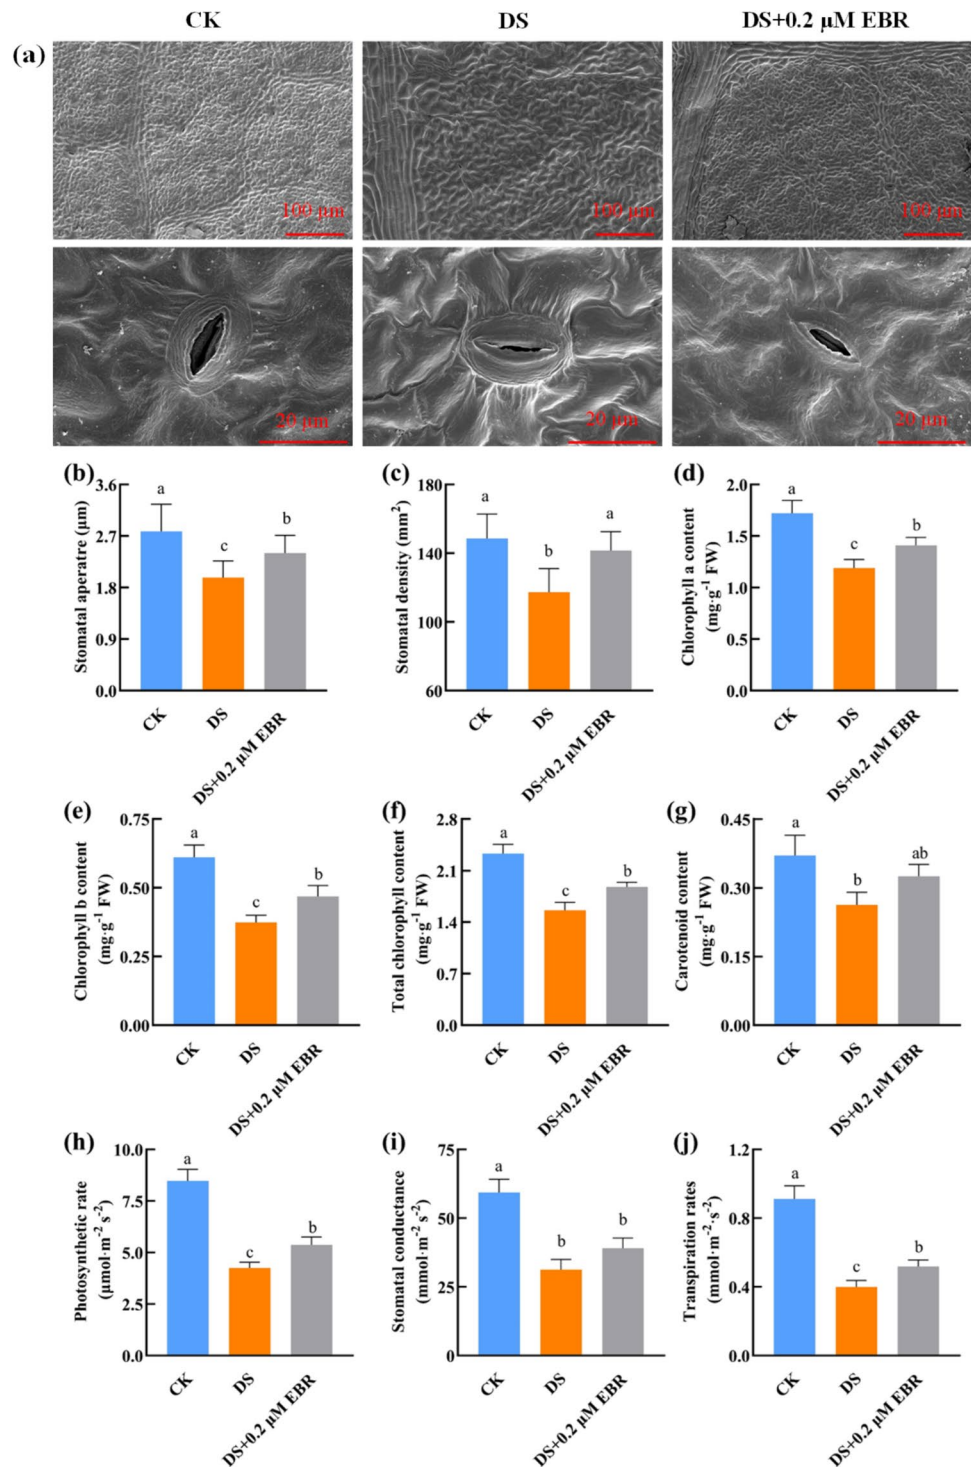 CK DS DS+0.2 μM EBR
(a)
100 μm 100 μm 100 μm
20 μm 20 μm 20 μm
(b)
Stomatal aperatre (μm)
3.6
2.7
1.8
0.9
0.0
a
c
b
CK
DS
DS+0.2 μM EBR
(c)
Stomatal density (mm²)
180
140
100
60
a
b
a
CK
DS
DS+0.2 μM EBR
(d)
Chlorophyll a content
(mg·g⁻¹ FW)
2.0
1.5
1.0
0.5
0.0
a
c
b
CK
DS
DS+0.2 μM EBR
(e)
Chlorophyll b content
(mg·g⁻¹ FW)
0.75
0.50
0.25
0.00
a
c
b
CK
DS
DS+0.2 μM EBR
(f)
Total chlorophyll content
(mg·g⁻¹ FW)
2.8
2.1
1.4
0.7
0.0
a
c
b
CK
DS
DS+0.2 μM EBR
(g)
Carotenoid content
(mg·g⁻¹ FW)
0.45
0.30
0.15
0.00
a
b
ab
CK
DS
DS+0.2 μM EBR
(h)
Photosynthetic rate
(μmol·m⁻² s⁻²)
10.0
7.5
5.0
2.5
0.0
a
c
b
CK
DS
DS+0.2 μM EBR
(i)
Stomatal conductance
(mmol·m⁻² s⁻²)
75
50
25
0
a
b
b
CK
DS
DS+0.2 μM EBR
(j)
Transpiration rates
(mmol·m⁻²·s⁻²)
1.2
0.8
0.4
0.0
a
c
b
CK
DS
DS+0.2 μM EBR